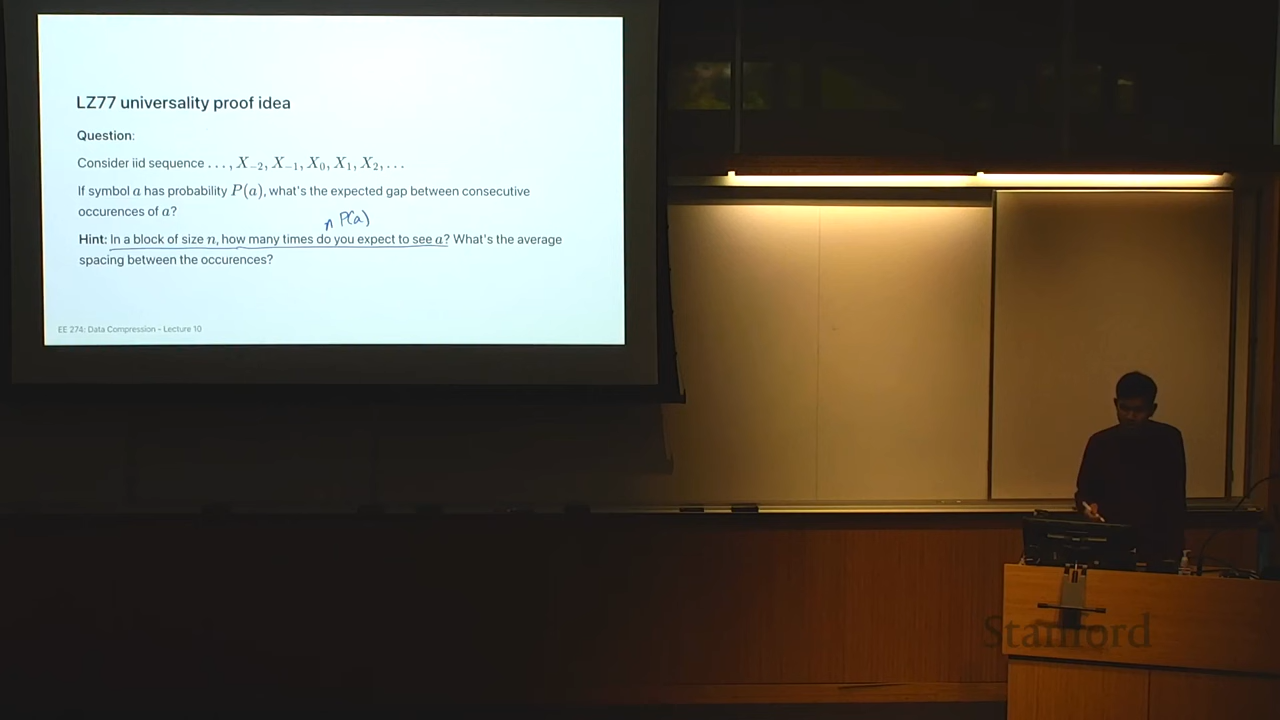 LZ77 universality proof idea
Question:
Consider iid sequence . . . , X₋₂, X₋₁, X₀, X₁, X₂, . . .
If symbol a has probability P(a), what's the expected gap between consecutive
occurences of a?
n P(a)
Hint: In a block of size n, how many times do you expect to see a? What's the average
spacing between the occurences?
EE 274: Data Compression - Lecture 10
Stanford